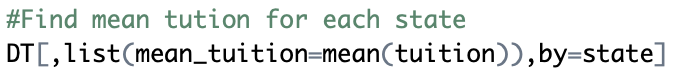 #Find mean tution for each state
DT[,list(mean_tuition=mean(tuition)),by=state]